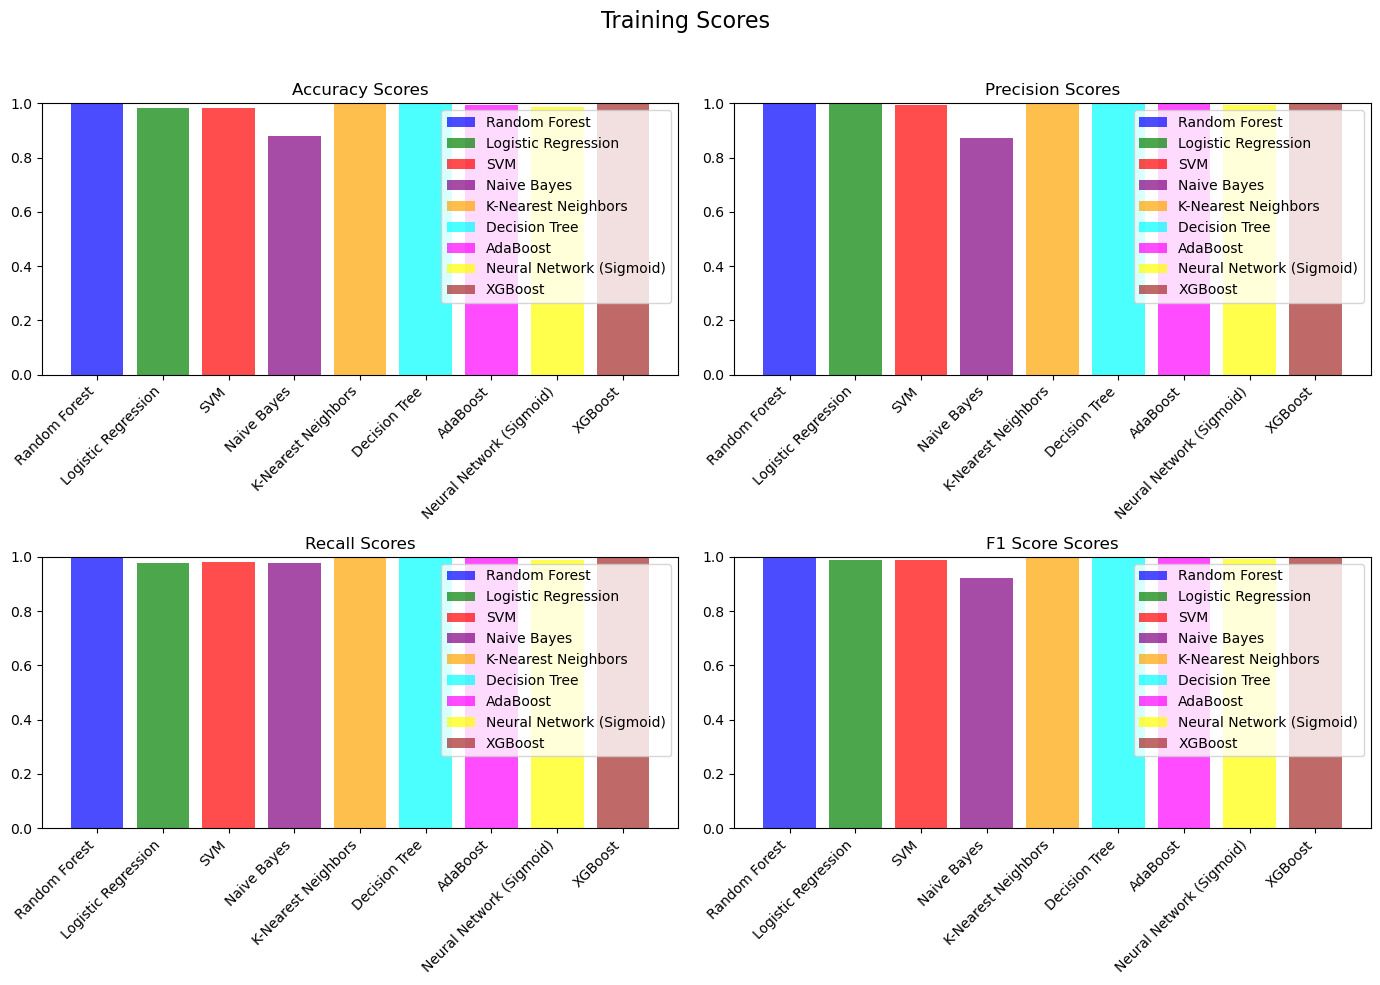 Training Scores
Accuracy Scores
1.0
0.8
0.6
0.4
0.2
0.0
Random Forest
Logistic Regression
SVM
Naive Bayes
K-Nearest Neighbors
Decision Tree
AdaBoost
Neural Network (Sigmoid)
XGBoost
Random Forest
Logistic Regression
SVM
Naive Bayes
K-Nearest Neighbors
Decision Tree
AdaBoost
Neural Network (Sigmoid)
XGBoost
Precision Scores
1.0
0.8
0.6
0.4
0.2
0.0
Random Forest
Logistic Regression
SVM
Naive Bayes
K-Nearest Neighbors
Decision Tree
AdaBoost
Neural Network (Sigmoid)
XGBoost
Random Forest
Logistic Regression
SVM
Naive Bayes
K-Nearest Neighbors
Decision Tree
AdaBoost
Neural Network (Sigmoid)
XGBoost
Recall Scores
1.0
0.8
0.6
0.4
0.2
0.0
Random Forest
Logistic Regression
SVM
Naive Bayes
K-Nearest Neighbors
Decision Tree
AdaBoost
Neural Network (Sigmoid)
XGBoost
Random Forest
Logistic Regression
SVM
Naive Bayes
K-Nearest Neighbors
Decision Tree
AdaBoost
Neural Network (Sigmoid)
XGBoost
F1 Score Scores
1.0
0.8
0.6
0.4
0.2
0.0
Random Forest
Logistic Regression
SVM
Naive Bayes
K-Nearest Neighbors
Decision Tree
AdaBoost
Neural Network (Sigmoid)
XGBoost
Random Forest
Logistic Regression
SVM
Naive Bayes
K-Nearest Neighbors
Decision Tree
AdaBoost
Neural Network (Sigmoid)
XGBoost